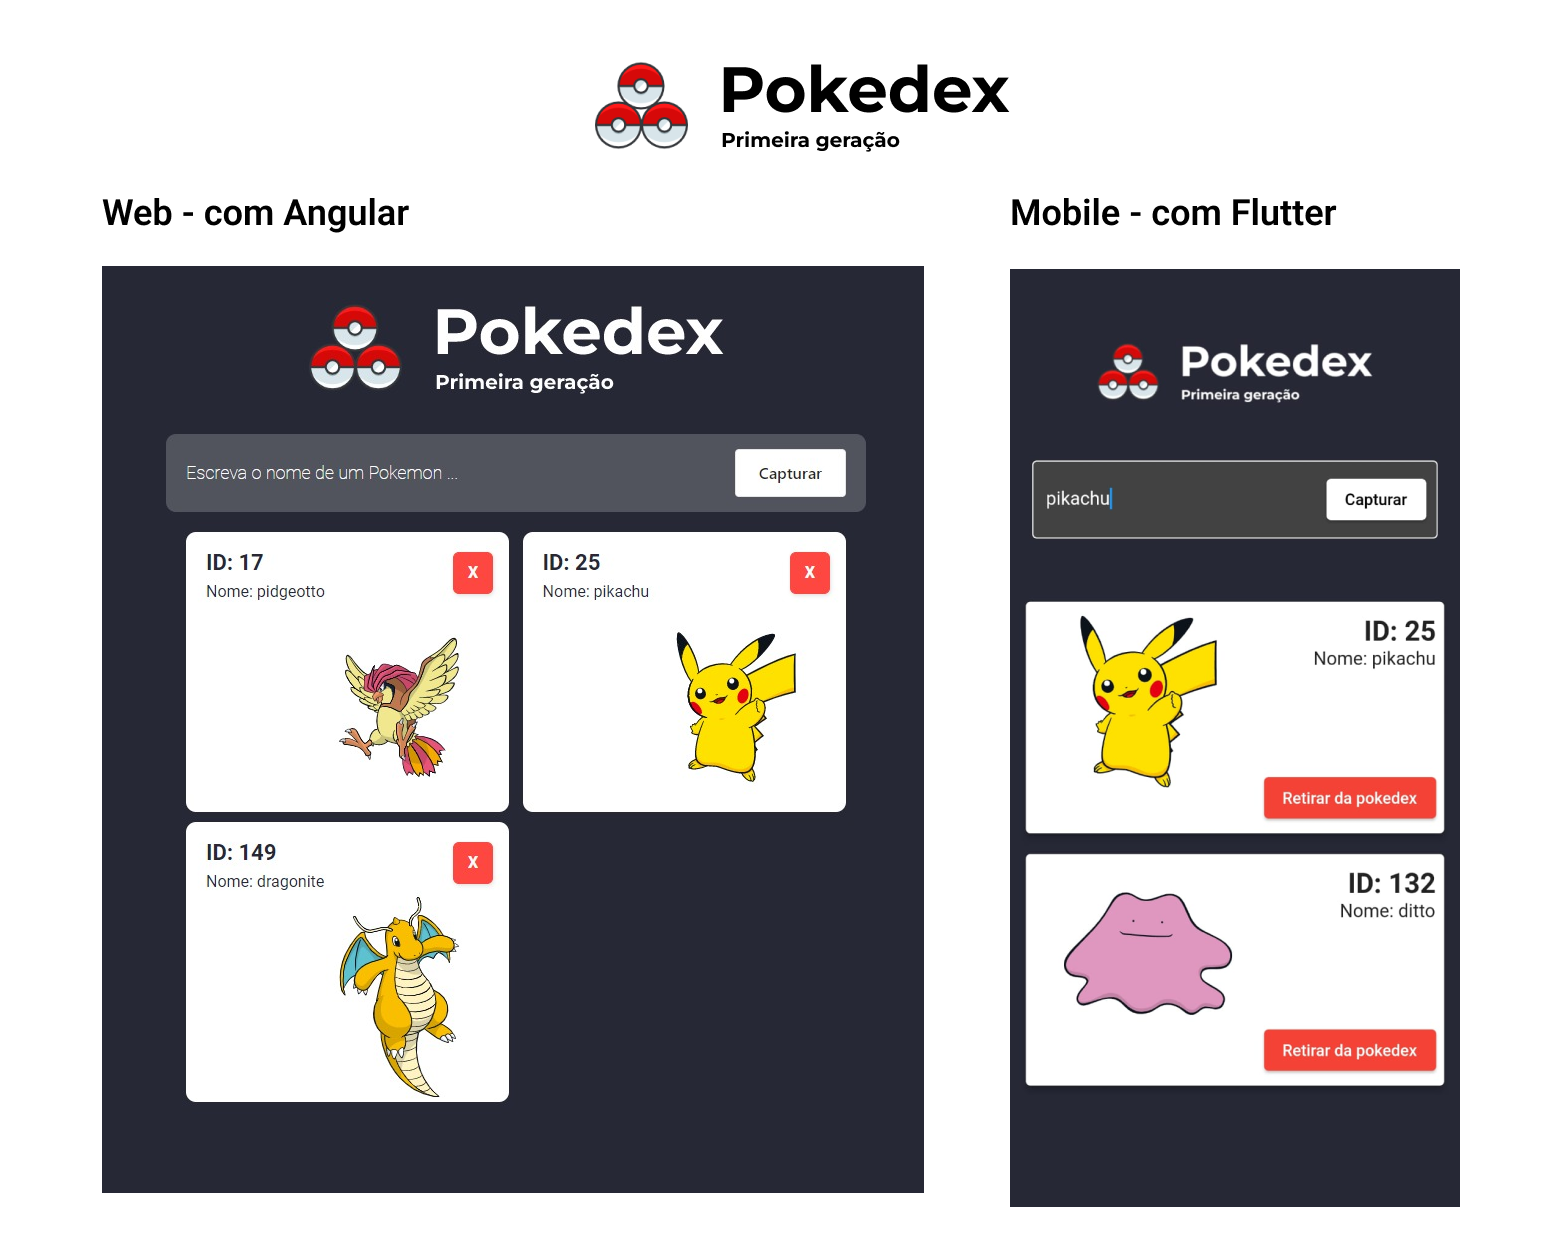 Pokedex
Primeira geração
Web - com Angular
Pokedex
Primeira geração
Escreva o nome de um Pokemon ...
Capturar
ID: 17
Nome: pidgeotto
X
ID: 25
Nome: pikachu
X
ID: 149
Nome: dragonite
X
Mobile - com Flutter
Pokedex
Primeira geração
pikachu
Capturar
ID: 25
Nome: pikachu
Retirar da pokedex
ID: 132
Nome: ditto
Retirar da pokedex